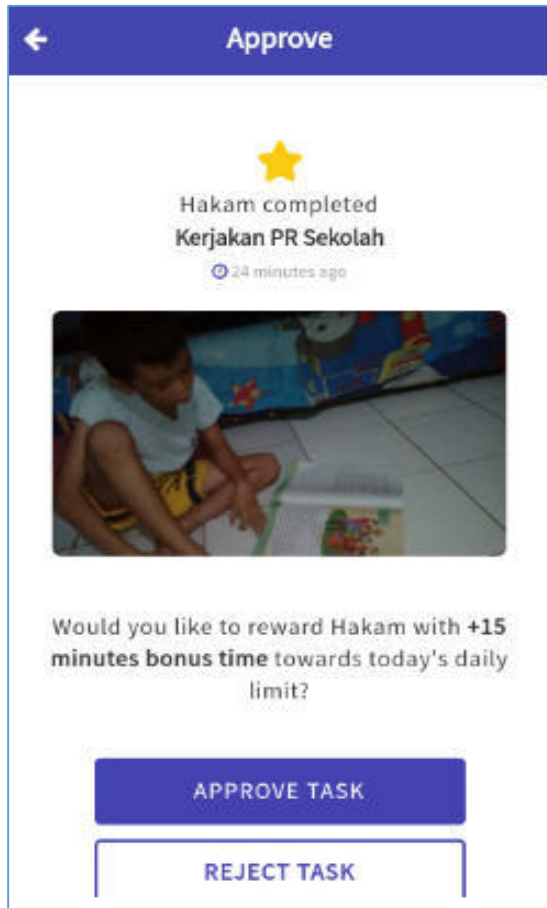 Approve
Hakam completed
Kerjakan PR Sekolah
24 minutes ago
Would you like to reward Hakam with +15
minutes bonus time towards today's daily
limit?
APPROVE TASK
REJECT TASK